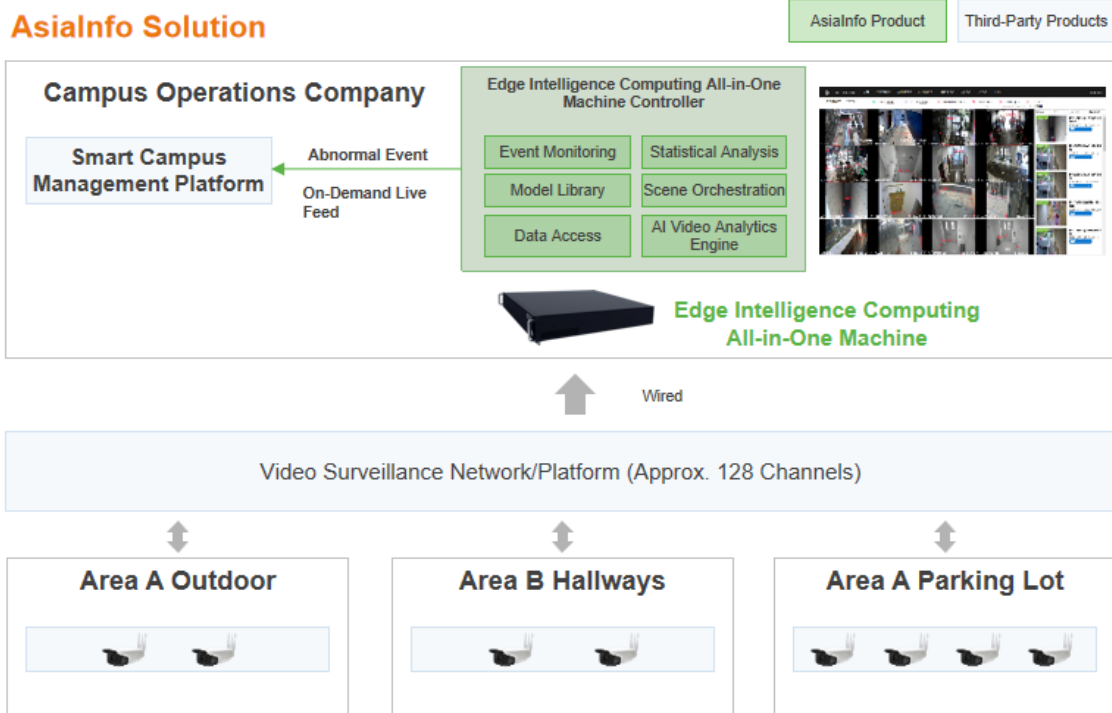 AsiaInfo Solution
AsiaInfo Product
Third-Party Products
Campus Operations Company
Smart Campus
Management Platform
Abnormal Event
On-Demand Live
Feed
Edge Intelligence Computing All-in-One
Machine Controller
Event Monitoring
Statistical Analysis
Model Library
Scene Orchestration
Data Access
AI Video Analytics
Engine
Edge Intelligence Computing
All-in-One Machine
Wired
Video Surveillance Network/Platform (Approx. 128 Channels)
Area A Outdoor
Area B Hallways
Area A Parking Lot